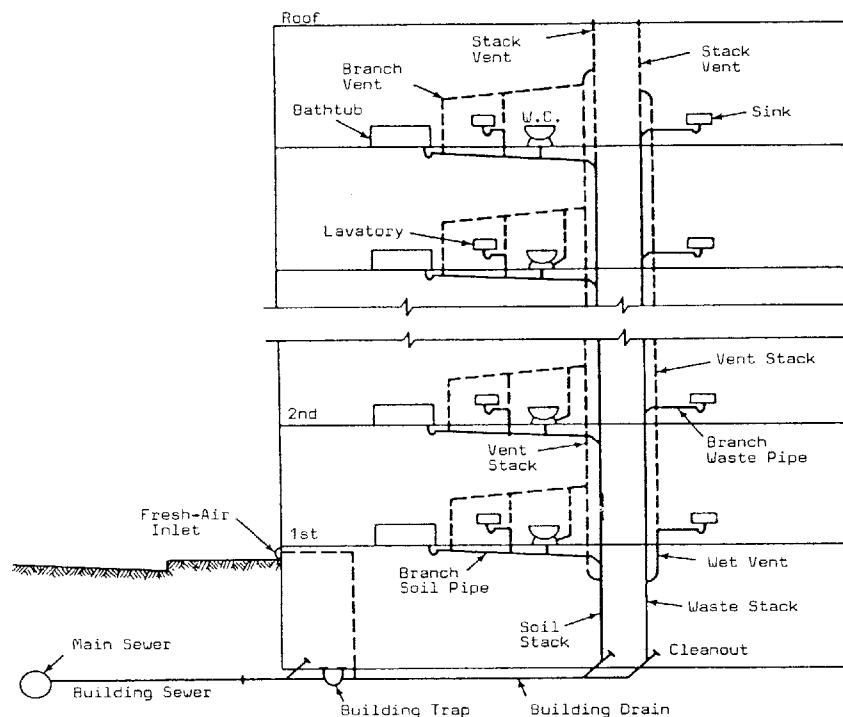 Roof
Stack
Vent
Stack
Vent
Branch
Vent
Bathtub
W.C.
Sink
Lavatory
Vent Stack
2nd
Vent
Stack
Branch
Waste Pipe
Fresh-Air
Inlet
1st
Branch
Soil Pipe
Wet Vent
Waste Stack
Soil
Stack
Main Sewer
Cleanout
Building Sewer
Building Trap
Building Drain